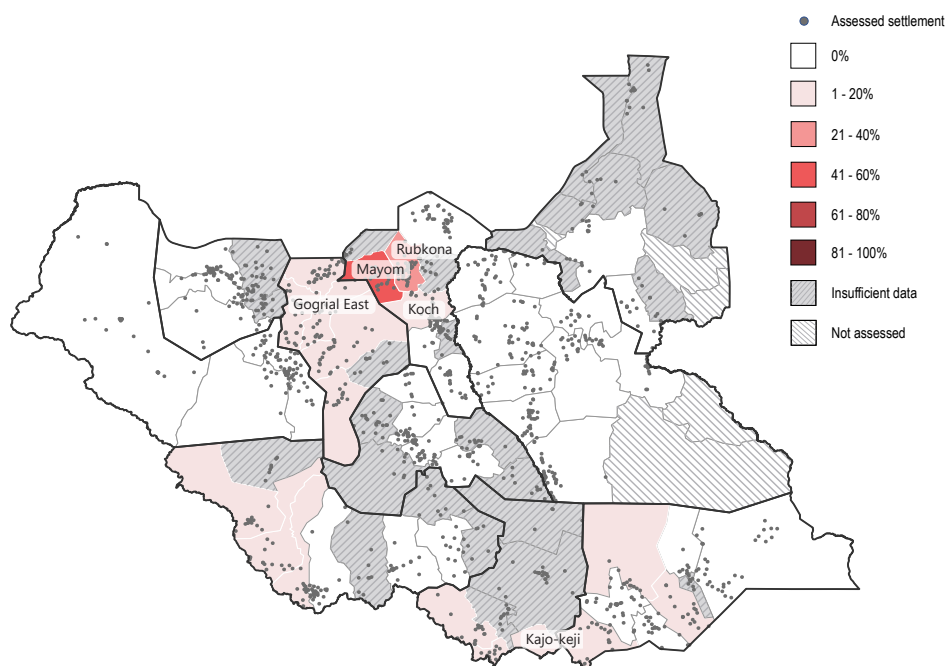 Assessed settlement
0%
1 - 20%
21 - 40%
41 - 60%
61 - 80%
81 - 100%
Insufficient data
Not assessed
Rubkona
Mayom
Gogrial East
Koch
Kajo-keji